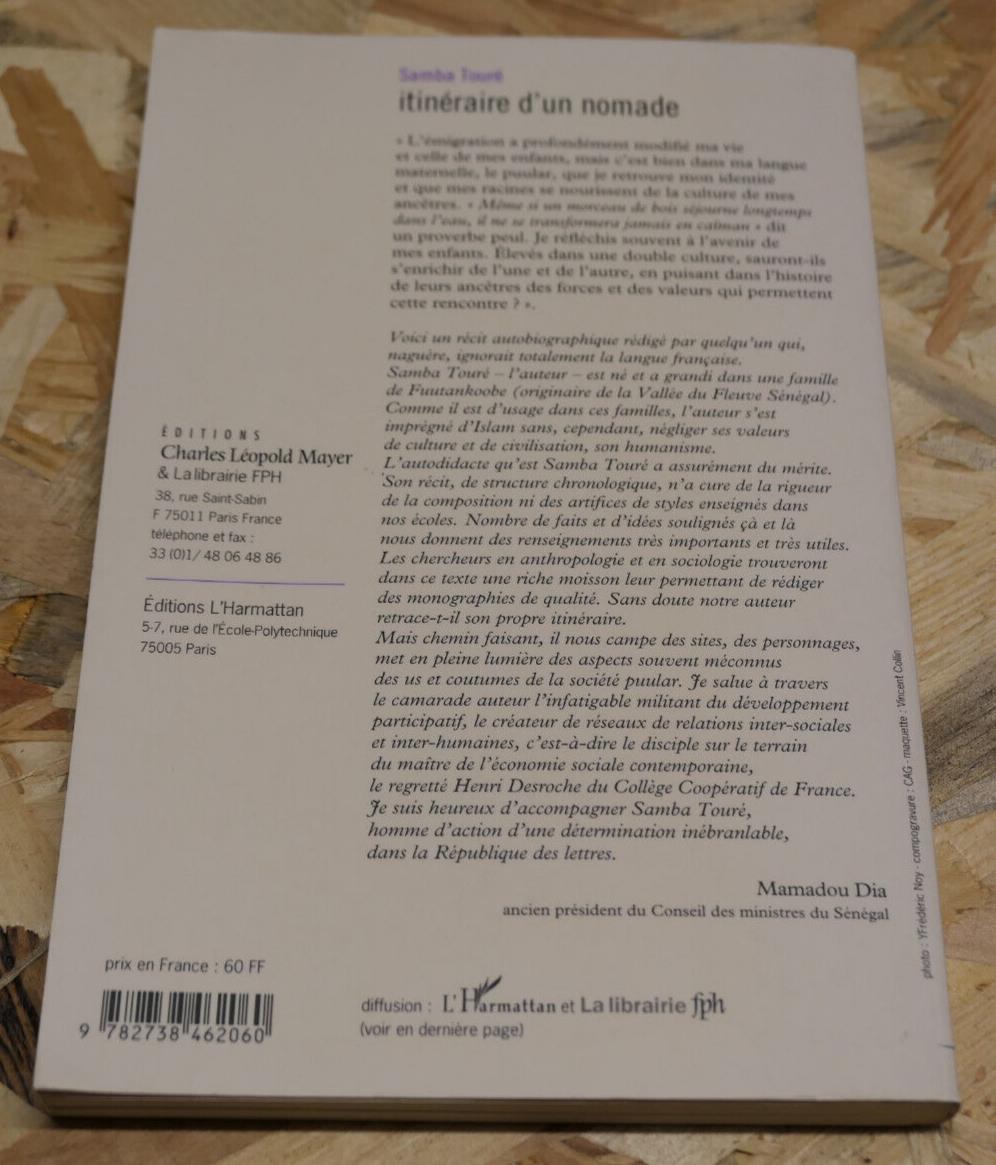 Samba Touré
itinéraire d'un nomade
« L'émigration a profondément modifié ma vie
et celle de mes enfants, mais c'est bien dans ma langue
maternelle, le puular, que je retrouve mon identité
et que mes racines se nourissent de la culture de mes
ancêtres. « Même si un morceau de bois séjourne longtemps
dans l'eau, il ne se transformera jamais en caïman » dit
un proverbe peul. Je réfléchis souvent à l'avenir de
mes enfants. Élevés dans une double culture, sauront-ils
s'enrichir de l'une et de l'autre, en puisant dans l'histoire
de leurs ancêtres des forces et des valeurs qui permettent
cette rencontre ? ».
Voici un récit autobiographique rédigé par quelqu'un qui,
naguère, ignorait totalement la langue française.
Samba Touré – l'auteur – est né et a grandi dans une famille
de Fuutankoobe (originaire de la Vallée du Fleuve Sénégal).
Comme il est d'usage dans ces familles, l'auteur s'est
imprégné d'Islam sans, cependant, négliger ses valeurs
de culture et de civilisation, son humanisme.
L'autodidacte qu'est Samba Touré a assurément du mérite.
Son récit, de structure chronologique, n'a cure de la rigueur
de la composition ni des artifices de styles enseignés dans
nos écoles. Nombre de faits et d'idées soulignés çà et là
nous donnent des renseignements très importants et très utiles.
Les chercheurs en anthropologie et en sociologie trouveront
dans ce texte une riche moisson leur permettant de rédiger
des monographies de qualité. Sans doute notre auteur
retrace-t-il son propre itinéraire.
Mais chemin faisant, il nous campe des sites, des personnages,
met en pleine lumière des aspects souvent méconnus
des us et coutumes de la société puular. Je salue à travers
le camarade auteur l'infatigable militant du développement
participatif, le créateur de réseaux de relations inter-sociales
et inter-humaines, c'est-à-dire le disciple sur le terrain
du maître de l'économie sociale contemporaine,
le regretté Henri Desroche du Collège Coopératif de France.
Je suis heureux d'accompagner Samba Touré,
homme d'action d'une détermination inébranlable,
dans la République des lettres.
Mamadou Dia
ancien président du Conseil des ministres du Sénégal
ÉDITIONS
Charles Léopold Mayer
& La librairie FPH
38, rue Saint-Sabin
F 75011 Paris France
téléphone et fax :
33 (0)1/ 48 06 48 86
Éditions L'Harmattan
5-7, rue de l'École-Polytechnique
75005 Paris
photo : YFrédéric Noy - compogravure : CAG - maquette : Vincent Collin
prix en France : 60 FF
9 782738 462060
diffusion : L'Harmattan et La librairie fph
(voir en dernière page)